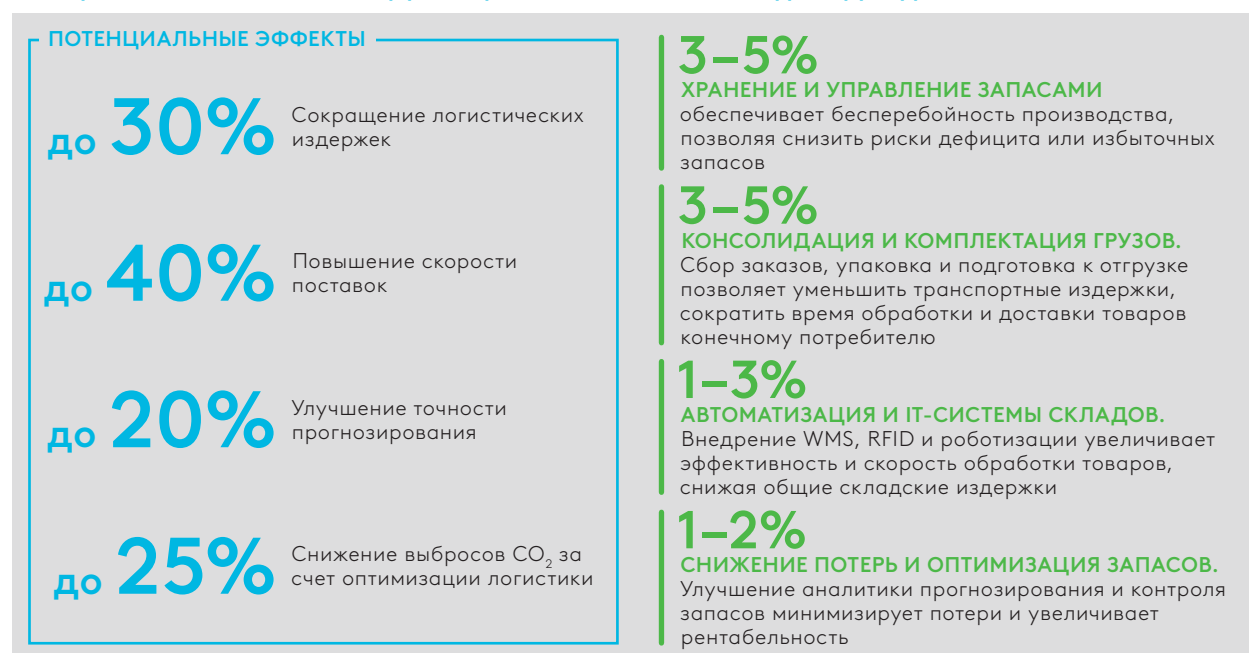 ПОТЕНЦИАЛЬНЫЕ ЭФФЕКТЫ
до 30%
Сокращение логистических
издержек
до 40%
Повышение скорости
поставок
до 20%
Улучшение точности
прогнозирования
до 25%
Снижение выбросов CO₂ за
счет оптимизации логистики
3–5%
ХРАНЕНИЕ И УПРАВЛЕНИЕ ЗАПАСАМИ
обеспечивает бесперебойность производства,
позволяя снизить риски дефицита или избыточных
запасов
3–5%
КОНСОЛИДАЦИЯ И КОМПЛЕКТАЦИЯ ГРУЗОВ.
Сбор заказов, упаковка и подготовка к отгрузке
позволяет уменьшить транспортные издержки,
сократить время обработки и доставки товаров
конечному потребителю
1–3%
АВТОМАТИЗАЦИЯ И IT-СИСТЕМЫ СКЛАДОВ.
Внедрение WMS, RFID и роботизации увеличивает
эффективность и скорость обработки товаров,
снижая общие складские издержки
1–2%
СНИЖЕНИЕ ПОТЕРЬ И ОПТИМИЗАЦИЯ ЗАПАСОВ.
Улучшение аналитики прогнозирования и контроля
запасов минимизирует потери и увеличивает
рентабельность